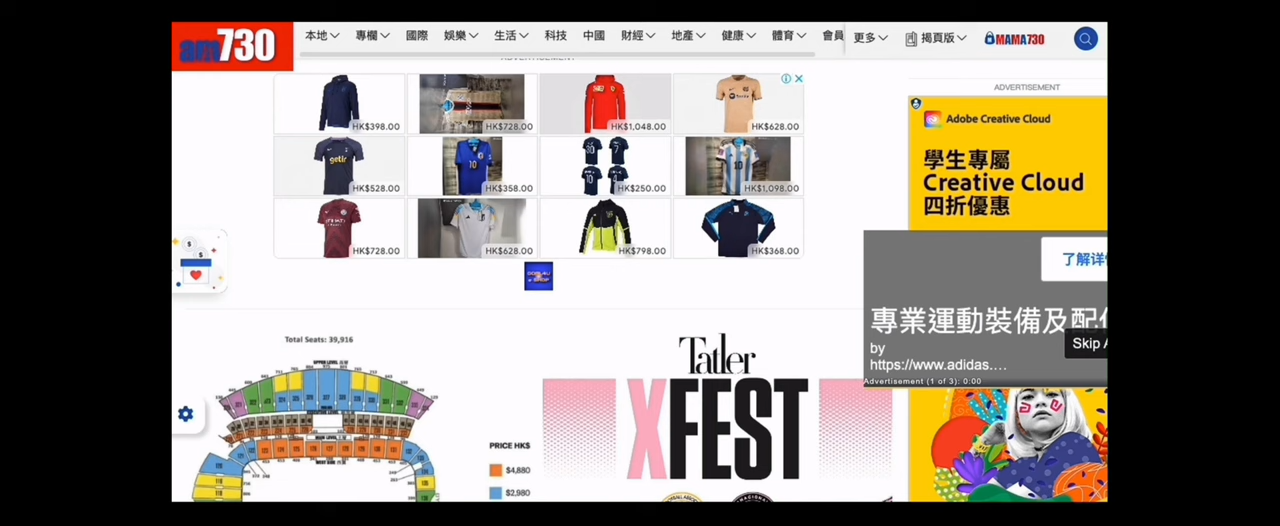 am730
本地 專欄 國際 娛樂 生活 科技 中國 財經 地產 健康 體育 會員 更多 揭頁版 MAMA730
ADVERTISEMENT
ADVERTISEMENT
HK$398.00 HK$728.00 HK$1,048.00 HK$628.00
HK$528.00 HK$358.00 HK$250.00 HK$1,098.00
HK$728.00 HK$628.00 HK$798.00 HK$368.00
Adobe Creative Cloud
學生專屬
Creative Cloud
四折優惠
了解详
專業運動裝備及配
Skip A
by
https://www.adidas....
Advertisement (1 of 3): 0:00
Total Seats: 39,916
PRICE HK$
$4,880
$2,980
Tatler
XFEST